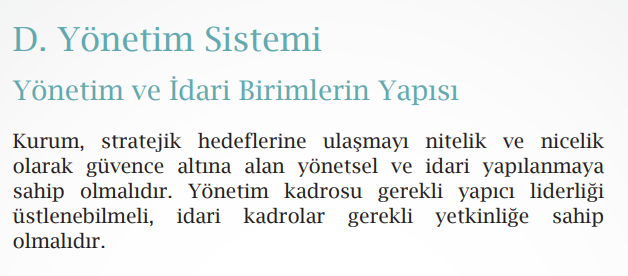 D. Yönetim Sistemi
Yönetim ve İdari Birimlerin Yapısı
Kurum, stratejik hedeflerine ulaşmayı nitelik ve nicelik
olarak güvence altına alan yönetsel ve idari yapılanmaya
sahip olmalıdır. Yönetim kadrosu gerekli yapıcı liderliği
üstlenebilmeli, idari kadrolar gerekli yetkinliğe sahip
olmalıdır.